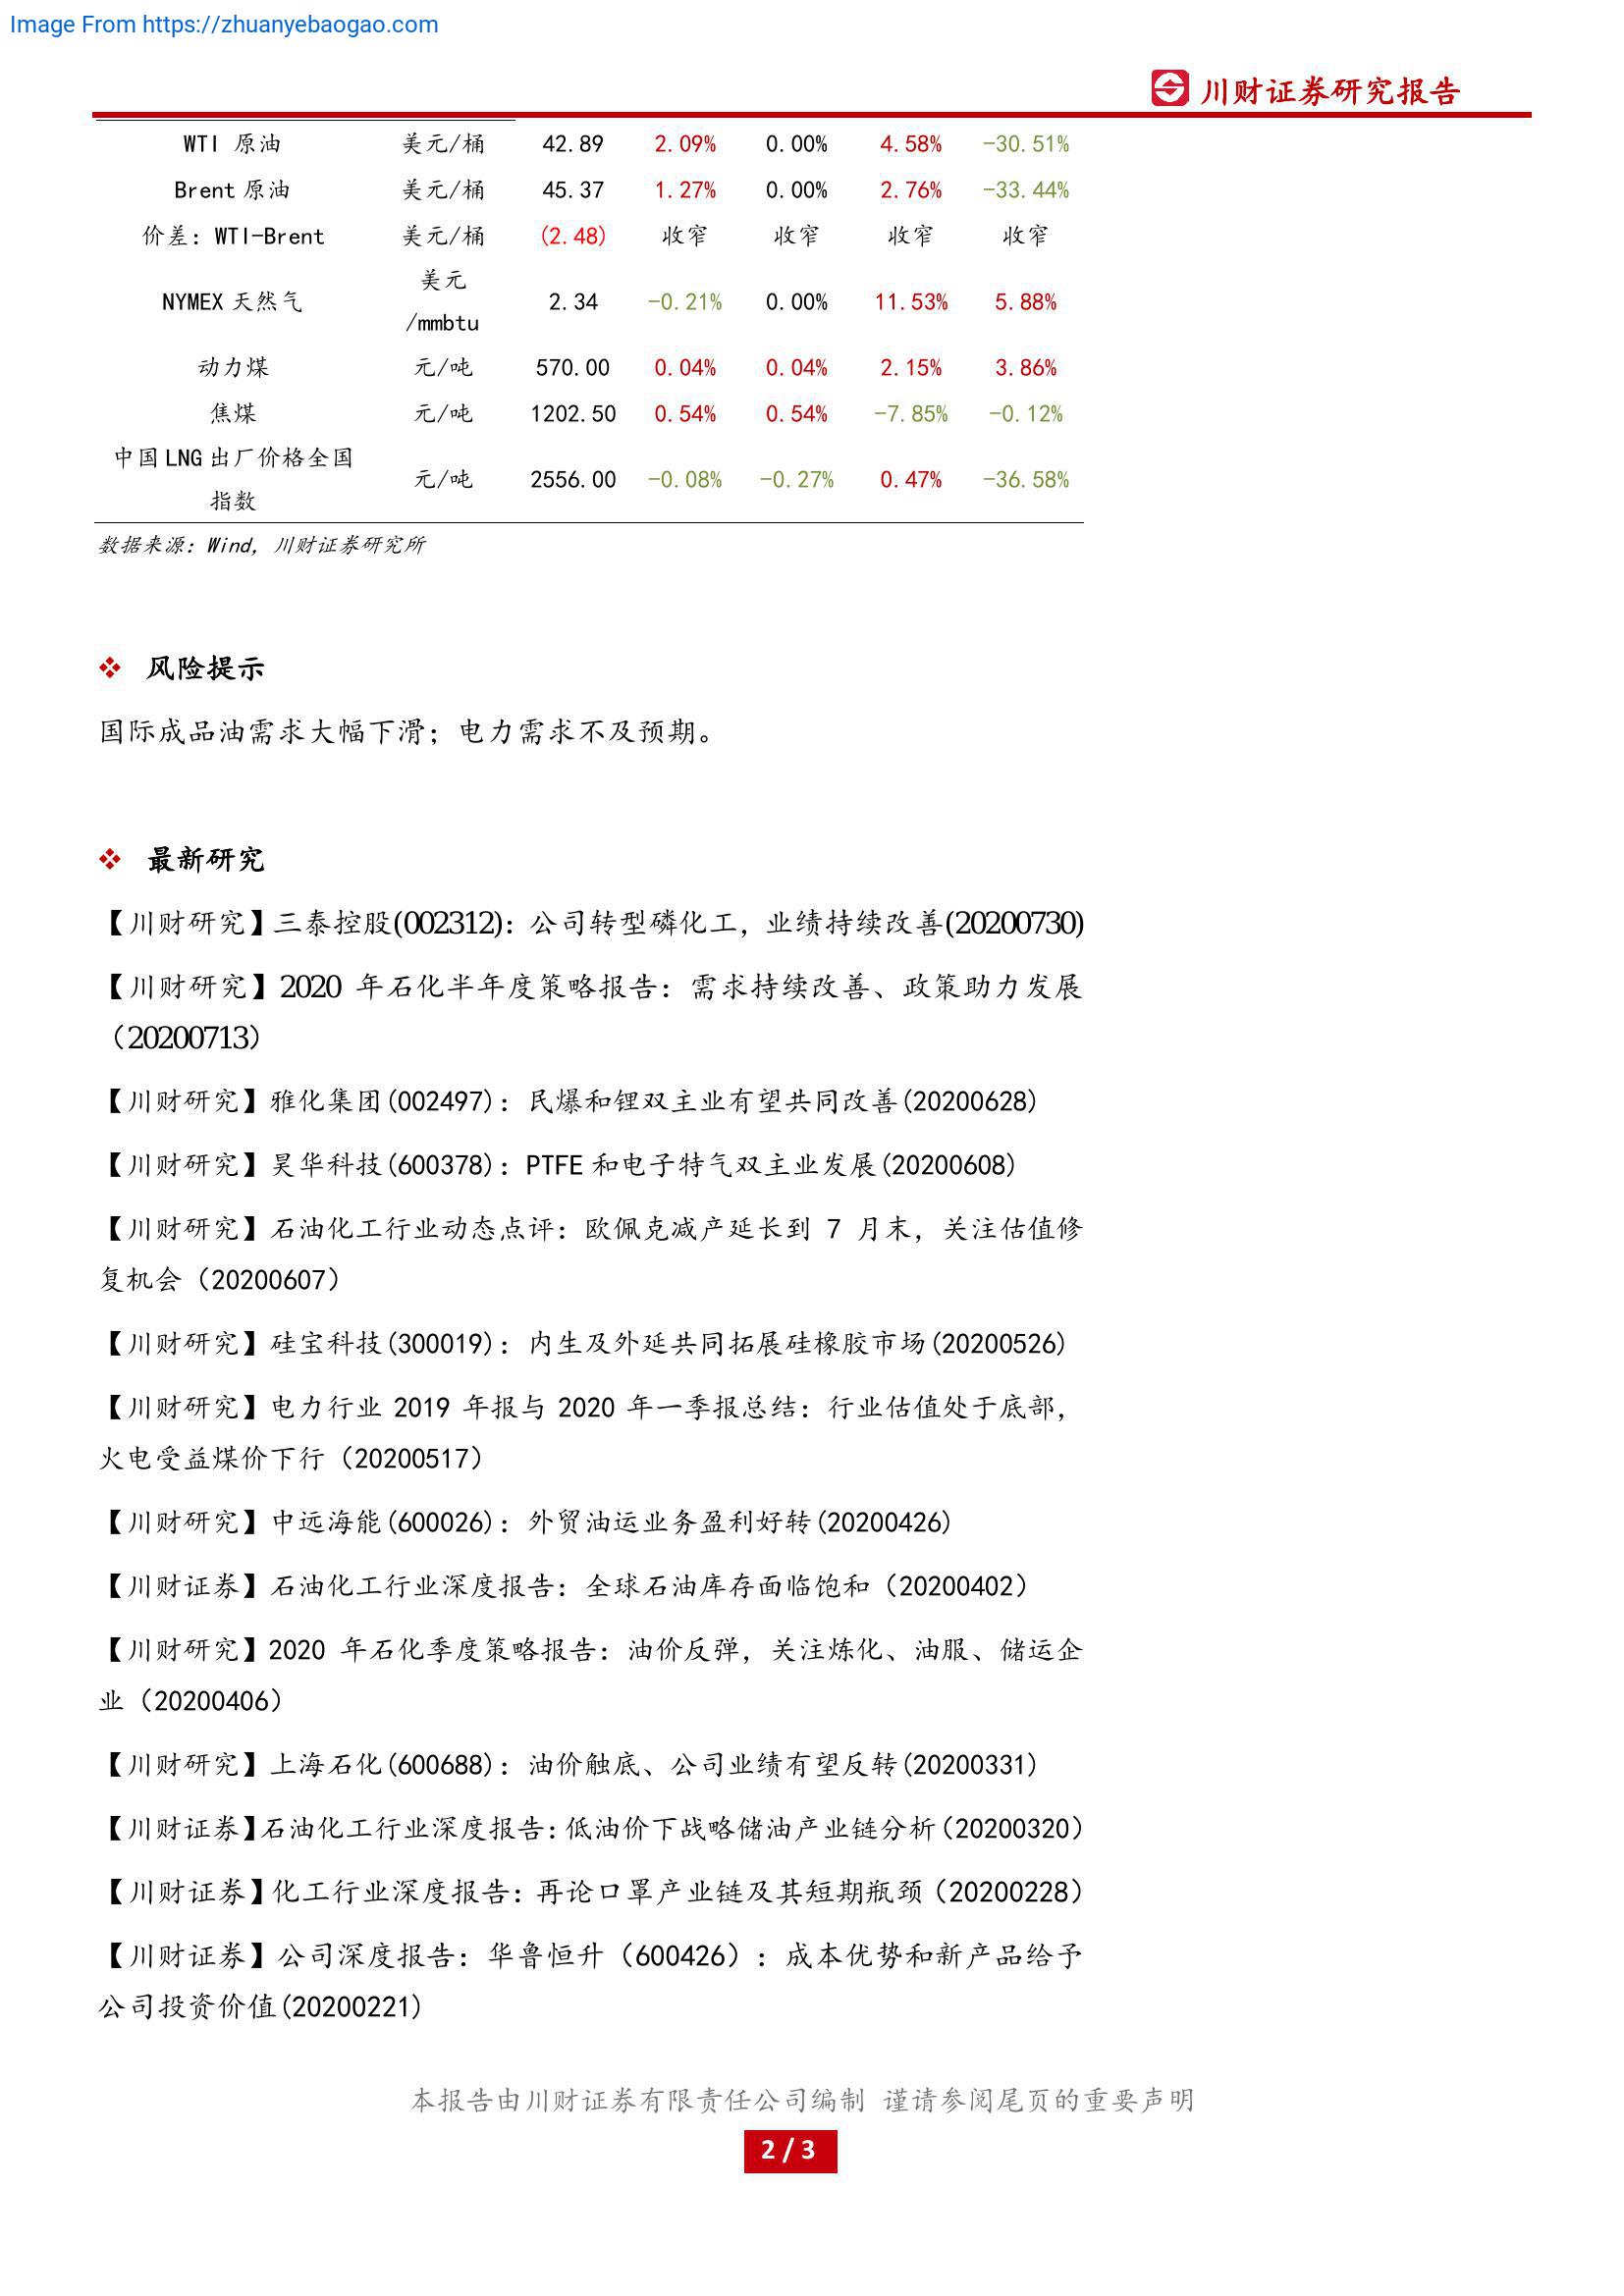 Image From https://zhuanyebaogao.com
川财证券研究报告
WTI 原油 美元/桶 42.89 2.09% 0.00% 4.58% -30.51%
Brent 原油 美元/桶 45.37 1.27% 0.00% 2.76% -33.44%
价差：WTI-Brent 美元/桶 (2.48) 收窄 收窄 收窄 收窄
美元
NYMEX 天然气 2.34 -0.21% 0.00% 11.53% 5.88%
/mmbtu
动力煤 元/吨 570.00 0.04% 0.04% 2.15% 3.86%
焦煤 元/吨 1202.50 0.54% 0.54% -7.85% -0.12%
中国 LNG 出厂价格全国
元/吨 2556.00 -0.08% -0.27% 0.47% -36.58%
指数
数据来源：Wind，川财证券研究所
❖ 风险提示
国际成品油需求大幅下滑；电力需求不及预期。
❖ 最新研究
【川财研究】三泰控股(002312)：公司转型磷化工，业绩持续改善(20200730)
【川财研究】2020 年石化半年度策略报告：需求持续改善、政策助力发展
（20200713）
【川财研究】雅化集团(002497)：民爆和锂双主业有望共同改善(20200628)
【川财研究】昊华科技(600378)：PTFE 和电子特气双主业发展(20200608)
【川财研究】石油化工行业动态点评：欧佩克减产延长到 7 月末，关注估值修
复机会（20200607）
【川财研究】硅宝科技(300019)：内生及外延共同拓展硅橡胶市场(20200526)
【川财研究】电力行业 2019 年报与 2020 年一季报总结：行业估值处于底部，
火电受益煤价下行（20200517）
【川财研究】中远海能(600026)：外贸油运业务盈利好转(20200426)
【川财证券】石油化工行业深度报告：全球石油库存面临饱和（20200402）
【川财研究】2020 年石化季度策略报告：油价反弹，关注炼化、油服、储运企
业（20200406）
【川财研究】上海石化(600688)：油价触底、公司业绩有望反转(20200331)
【川财证券】石油化工行业深度报告：低油价下战略储油产业链分析（20200320）
【川财证券】化工行业深度报告：再论口罩产业链及其短期瓶颈（20200228）
【川财证券】公司深度报告：华鲁恒升（600426）：成本优势和新产品给予
公司投资价值(20200221)
本报告由川财证券有限责任公司编制 谨请参阅尾页的重要声明
2 / 3